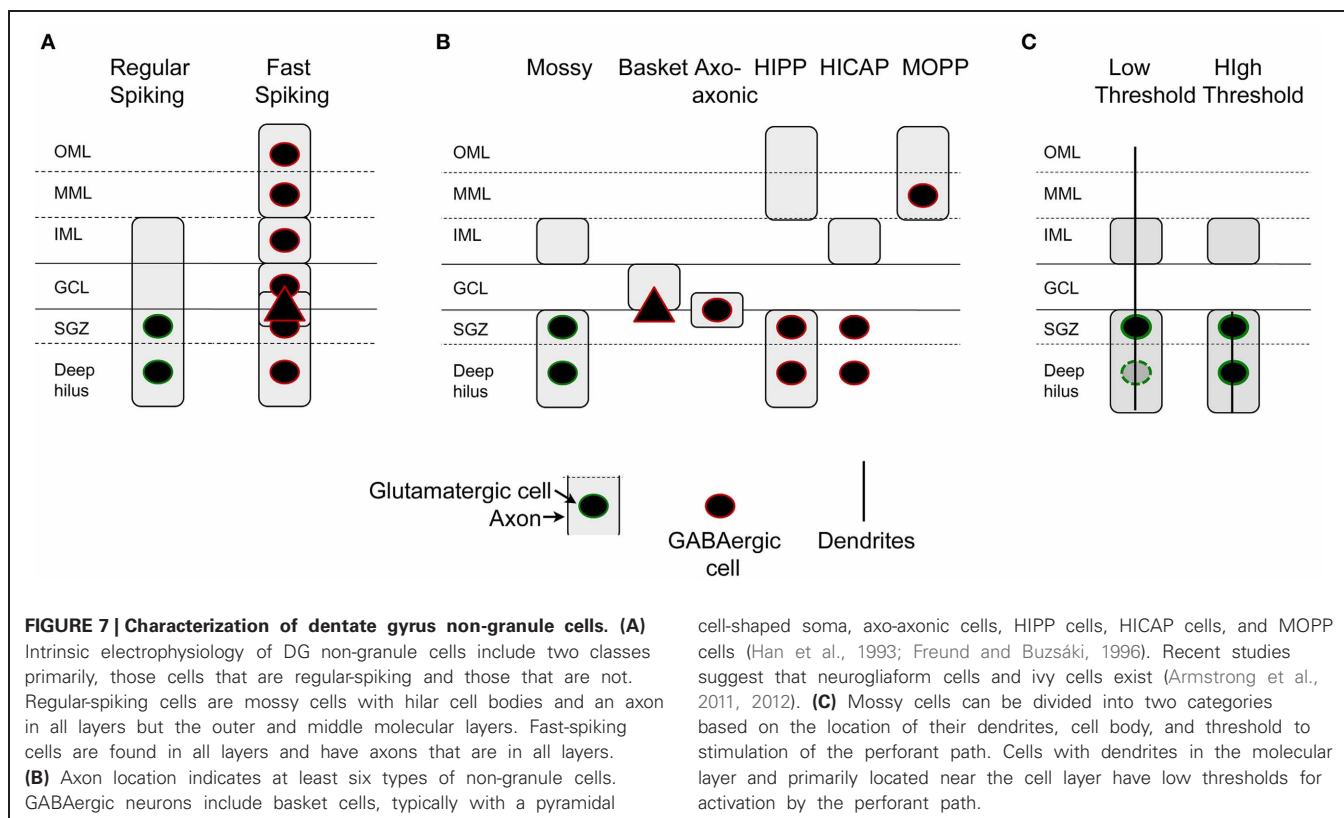 A
Regular
Spiking
Fast
Spiking
OML
MML
IML
GCL
SGZ
Deep
hilus
B
Mossy
Basket
Axo-
axonic
HIPP
HICAP
MOPP
OML
MML
IML
GCL
SGZ
Deep
hilus
C
Low
Threshold
HIgh
Threshold
OML
MML
IML
GCL
SGZ
Deep
hilus
Glutamatergic cell
Axon
GABAergic
cell
Dendrites
FIGURE 7 | Characterization of dentate gyrus non-granule cells. (A)
Intrinsic electrophysiology of DG non-granule cells include two classes
primarily, those cells that are regular-spiking and those that are not.
Regular-spiking cells are mossy cells with hilar cell bodies and an axon
in all layers but the outer and middle molecular layers. Fast-spiking
cells are found in all layers and have axons that are in all layers.
(B) Axon location indicates at least six types of non-granule cells.
GABAergic neurons include basket cells, typically with a pyramidal
cell-shaped soma, axo-axonic cells, HIPP cells, HICAP cells, and MOPP
cells (Han et al., 1993; Freund and Buzsáki, 1996). Recent studies
suggest that neurogliaform cells and ivy cells exist (Armstrong et al.,
2011, 2012). (C) Mossy cells can be divided into two categories
based on the location of their dendrites, cell body, and threshold to
stimulation of the perforant path. Cells with dendrites in the molecular
layer and primarily located near the cell layer have low thresholds for
activation by the perforant path.